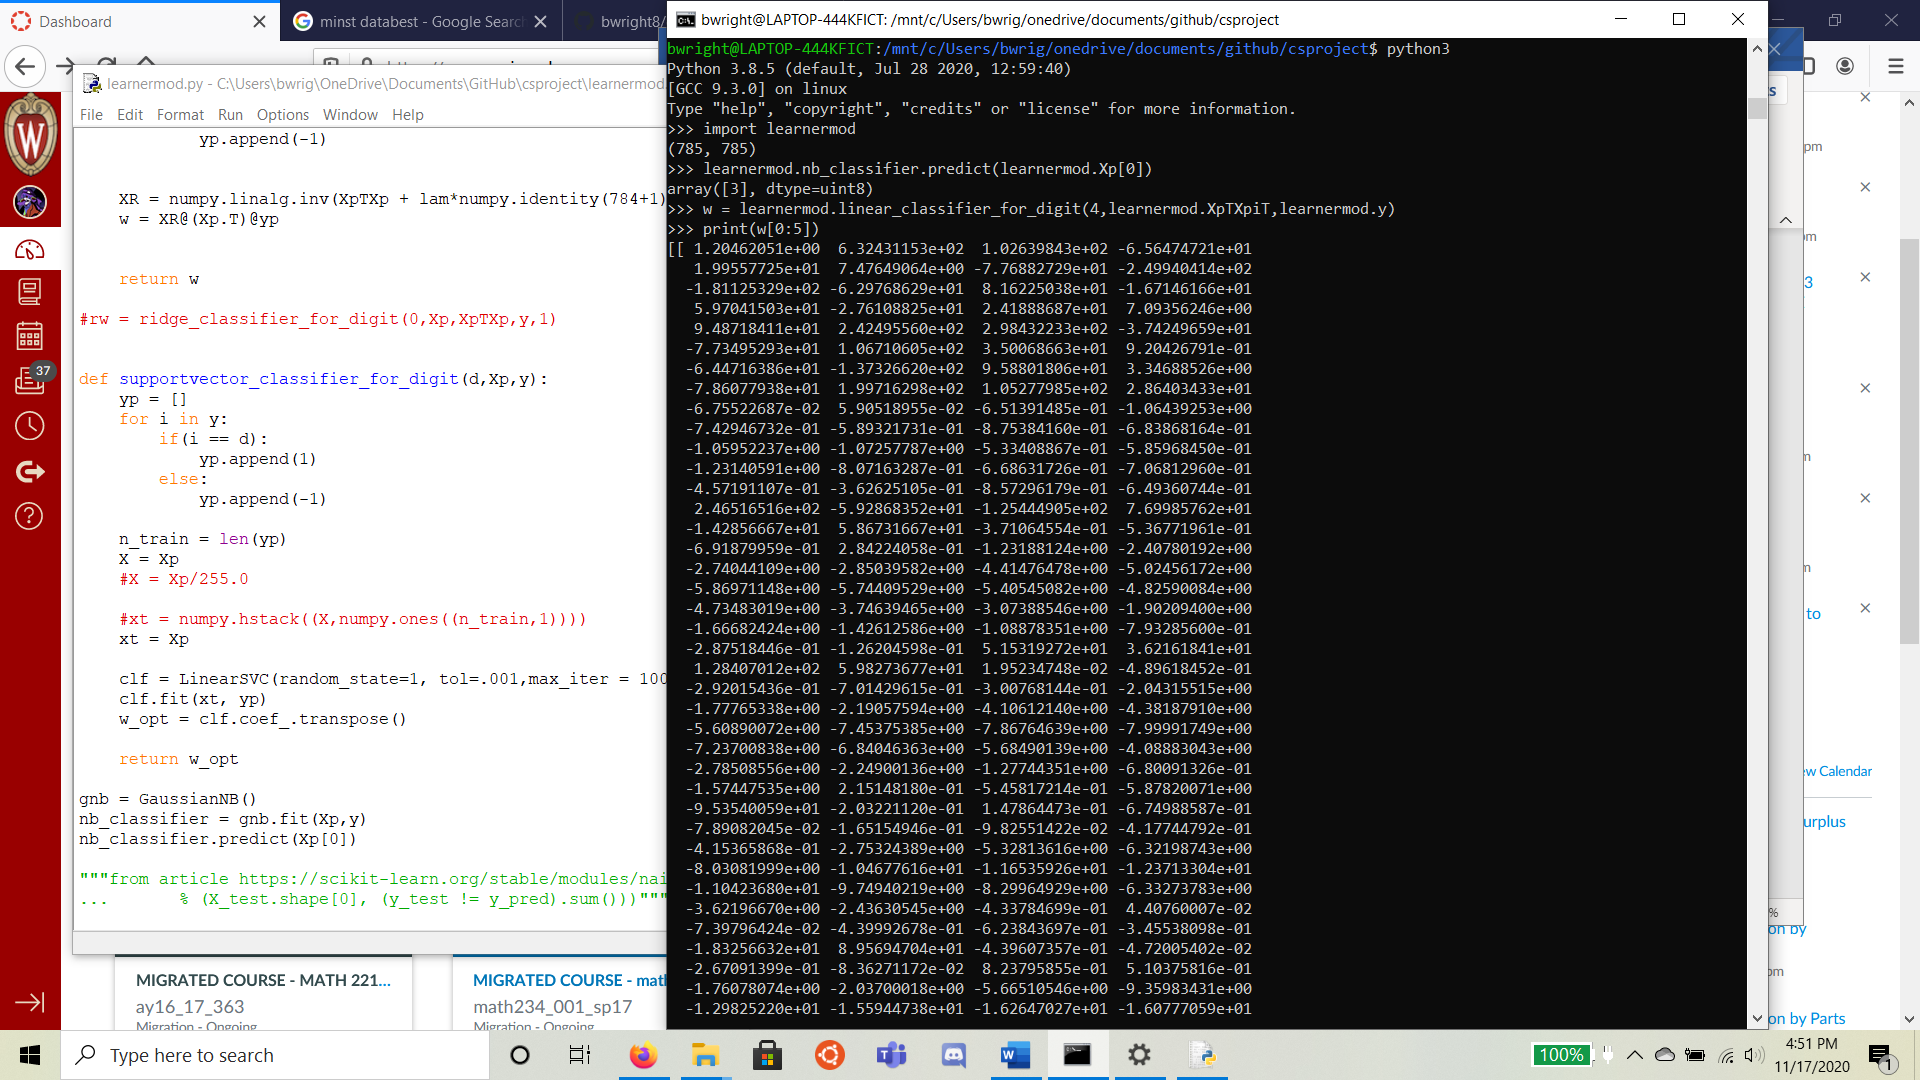 Dashboard
minst databest - Google Search
bwright8/
learnermod.py - C:\Users\bwrig\OneDrive\Documents\GitHub\csproject\learnermod.
File Edit Format Run Options Window Help
yp.append(-1)
XR = numpy.linalg.inv(XpTXp + lam*numpy.identity(784+1)
w = XR@(Xp.T)@yp
return w
#rw = ridge_classifier_for_digit(0,Xp,XpTXp,y,1)
def supportvector_classifier_for_digit(d,Xp,y):
yp = []
for i in y:
if(i == d):
yp.append(1)
else:
yp.append(-1)
n_train = len(yp)
X = Xp
#X = Xp/255.0
#xt = numpy.hstack((X,numpy.ones((n_train,1))))
xt = Xp
clf = LinearSVC(random_state=1, tol=.001,max_iter = 100
clf.fit(xt, yp)
w_opt = clf.coef_.transpose()
return w_opt
gnb = GaussianNB()
nb_classifier = gnb.fit(Xp,y)
nb_classifier.predict(Xp[0])
"""from article https://scikit-learn.org/stable/modules/nai
... % (X_test.shape[0], (y_test != y_pred).sum()))"""
37
MIGRATED COURSE - MATH 221...
ay16_17_363
Migration - Ongoing
MIGRATED COURSE - mat
math234_001_sp17
Migration - Ongoing
bwright@LAPTOP-444KFICT: /mnt/c/Users/bwrig/onedrive/documents/github/csproject
bwright@LAPTOP-444KFICT:/mnt/c/Users/bwrig/onedrive/documents/github/csproject$ python3
Python 3.8.5 (default, Jul 28 2020, 12:59:40)
[GCC 9.3.0] on linux
Type "help", "copyright", "credits" or "license" for more information.
>>> import learnermod
(785, 785)
>>> learnermod.nb_classifier.predict(learnermod.Xp[0])
array([3], dtype=uint8)
>>> w = learnermod.linear_classifier_for_digit(4,learnermod.XpTXpiT,learnermod.y)
>>> print(w[0:5])
[[ 1.20462051e+00 6.32431153e+02 1.02639843e+02 -6.56474721e+01
1.99557725e+01 7.47649064e+00 -7.76882729e+01 -2.49940414e+02
-1.81125329e+02 -6.29768629e+01 8.16225038e+01 -1.67146166e+01
5.97041503e+01 -2.76108825e+01 2.41888687e+01 7.09356246e+00
9.48718411e+01 2.42495560e+02 2.98432233e+02 -3.74249659e+01
-7.73495293e+01 1.06710605e+02 3.50068663e+01 9.20426791e-01
-6.44716386e+01 -1.37326620e+02 9.58801806e+01 3.34688526e+00
-7.86077938e+01 1.99716298e+02 1.05277985e+02 2.86403433e+01
-6.75522687e-02 5.90518955e-02 -6.51391485e-01 -1.06439253e+00
-7.42946732e-01 -5.89321731e-01 -8.75384160e-01 -6.83868164e-01
-1.05952237e+00 -1.07257787e+00 -5.33408867e-01 -5.85968450e-01
-1.23140591e+00 -8.07163287e-01 -6.68631726e-01 -7.06812960e-01
-4.57191107e-01 -3.62625105e-01 -8.57296179e-01 -6.49360744e-01
2.46516516e+02 -5.92868352e+01 -1.25444905e+02 7.69985762e+01
-1.42856667e+01 5.86731667e+01 -3.71064554e-01 -5.36771961e-01
-6.91879959e-01 2.84224058e-01 -1.23188124e+00 -2.40780192e+00
-2.74044109e+00 -2.85039582e+00 -4.41476478e+00 -5.02456172e+00
-5.86971148e+00 -5.74409529e+00 -5.40545082e+00 -4.82590084e+00
-4.73483019e+00 -3.74639465e+00 -3.07388546e+00 -1.90209400e+00
-1.66682424e+00 -1.42612586e+00 -1.08878351e+00 -7.93285600e-01
-2.87518446e-01 -1.26204598e-01 5.15319272e+01 3.62161841e+01
1.28407012e+02 5.98273677e+01 1.95234748e-02 -4.89618452e-01
-2.92015436e-01 -7.01429615e-01 -3.00768144e-01 -2.04315515e+00
-1.77765338e+00 -2.19057594e+00 -4.10612140e+00 -4.38187910e+00
-5.60890072e+00 -7.45375385e+00 -7.86764639e+00 -7.99991749e+00
-7.23700838e+00 -6.84046363e+00 -5.68490139e+00 -4.08883043e+00
-2.78508556e+00 -2.24900136e+00 -1.27744351e+00 -6.80091326e-01
-1.57447535e+00 2.15148180e-01 -5.45817214e-01 -5.87820071e+00
-9.53540059e+01 -2.03221120e-01 1.47864473e-01 -6.74988587e-01
-7.89082045e-02 -1.65154946e-01 -9.82551422e-02 -4.17744792e-01
-4.15365868e-01 -2.75324389e+00 -5.32813616e+00 -6.32198743e+00
-8.03081999e+00 -1.04677616e+01 -1.16535926e+01 -1.23713304e+01
-1.10423680e+01 -9.74940219e+00 -8.29964929e+00 -6.33273783e+00
-3.62196670e+00 -2.43630545e+00 -4.33784699e-01 4.40760007e-02
-7.39796424e-02 -4.39992678e-01 -6.23843697e-01 -3.45538098e-01
-1.83256632e+01 8.95694704e+01 -4.39607357e-01 -4.72005402e-02
-2.67091399e-01 -8.36271172e-02 8.23795855e-01 5.10375816e-01
-1.76078074e+00 -2.03700018e+00 -5.66510546e+00 -9.35983431e+00
-1.29825220e+01 -1.55944738e+01 -1.62647027e+01 -1.60777059e+01
s
pm
3
to
ew Calendar
urplus
%
on by
pm
on by Parts
Type here to search
100%
4:51 PM
11/17/2020
1